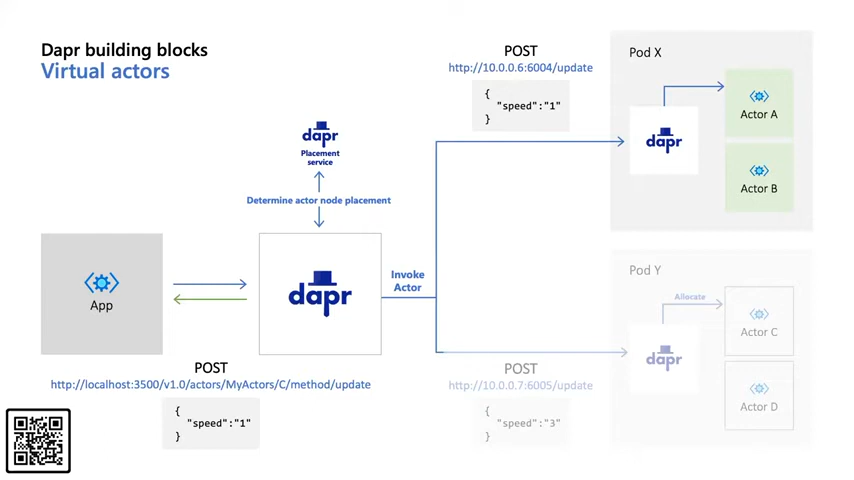 Dapr building blocks
Virtual actors
dapr
Placement
service
Determine actor node placement
App
dapr
Invoke
Actor
POST
http://localhost:3500/v1.0/actors/MyActors/C/method/update
{
"speed":"1"
}
POST
http://10.0.0.6:6004/update
{
"speed":"1"
}
Pod X
dapr
Actor A
Actor B
POST
http://10.0.0.7:6005/update
{
"speed":"3"
}
Pod Y
Allocate
dapr
Actor C
Actor D